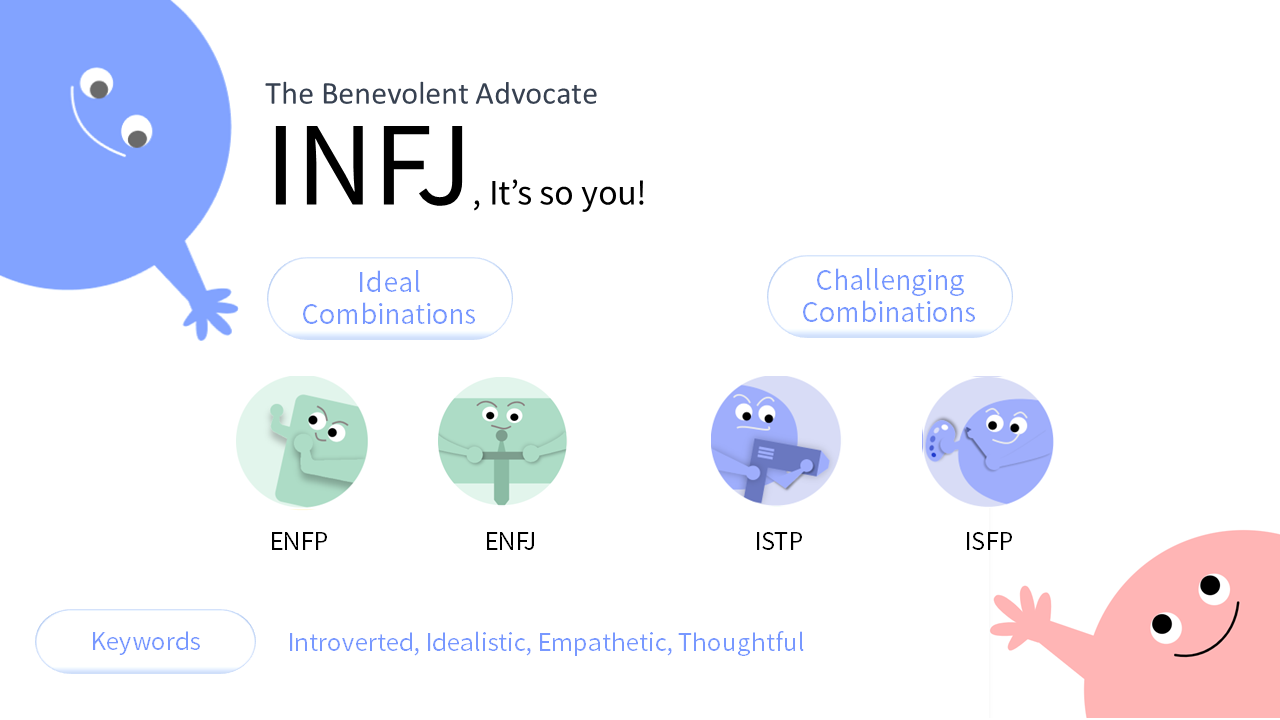 The Benevolent Advocate
INFJ, It’s so you!
Ideal
Combinations
Challenging
Combinations
ENFP
ENFJ
ISTP
ISFP
Keywords
Introverted, Idealistic, Empathetic, Thoughtful